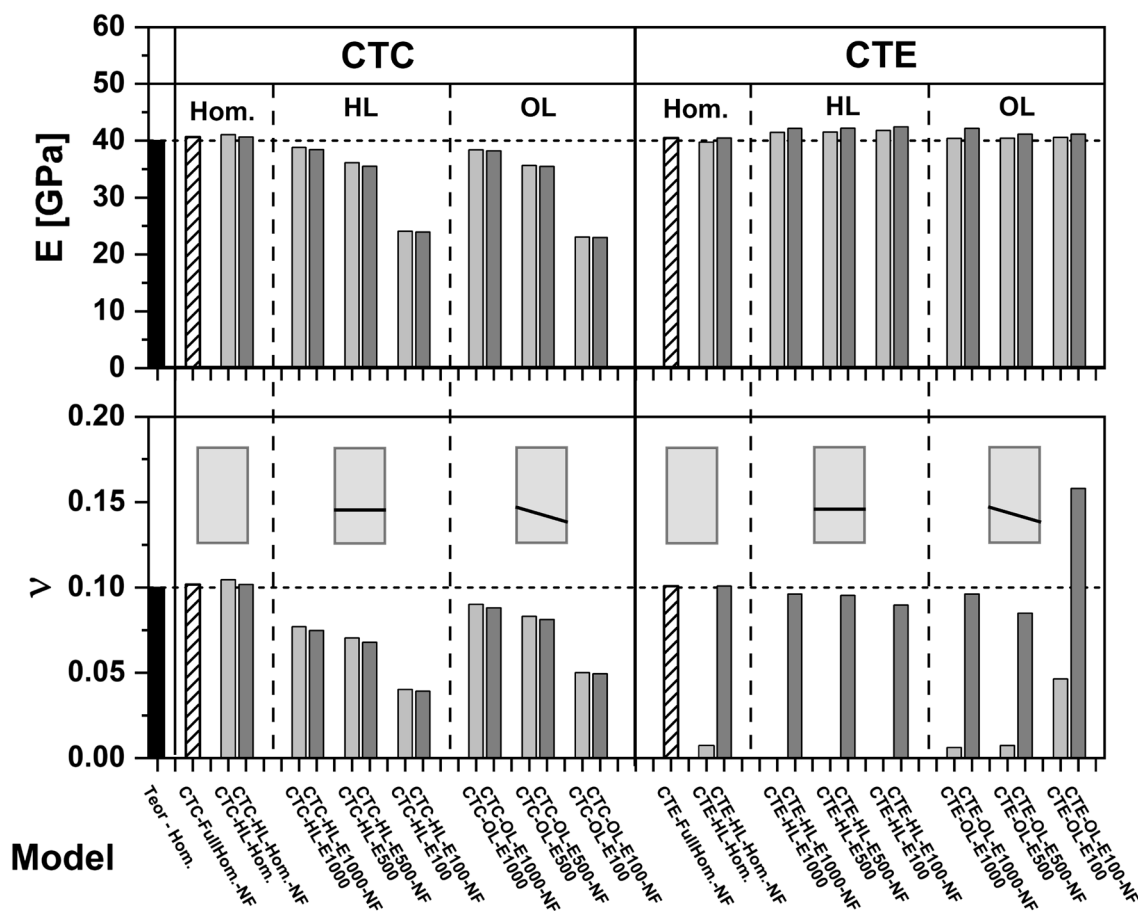 CTC
CTE
Hom.
HL
OL
Hom.
HL
OL
E [GPa]
60
50
40
30
20
10
0
ν
0.20
0.15
0.10
0.05
0.00
Model
Teor - Hom.
CTC-FullHom.-NF
CTC-HL-Hom.
CTC-HL-Hom.-NF
CTC-HL-E1000
CTC-HL-E1000-NF
CTC-HL-E500
CTC-HL-E500-NF
CTC-HL-E100
CTC-HL-E100-NF
CTC-OL-E1000
CTC-OL-E1000-NF
CTC-OL-E500
CTC-OL-E500-NF
CTC-OL-E100
CTC-OL-E100-NF
CTE-FullHom.-NF
CTE-HL-Hom.
CTE-HL-Hom.-NF
CTE-HL-E1000
CTE-HL-E1000-NF
CTE-HL-E500
CTE-HL-E500-NF
CTE-HL-E100
CTE-HL-E100-NF
CTE-OL-E1000
CTE-OL-E1000-NF
CTE-OL-E500
CTE-OL-E500-NF
CTE-OL-E100
CTE-OL-E100-NF